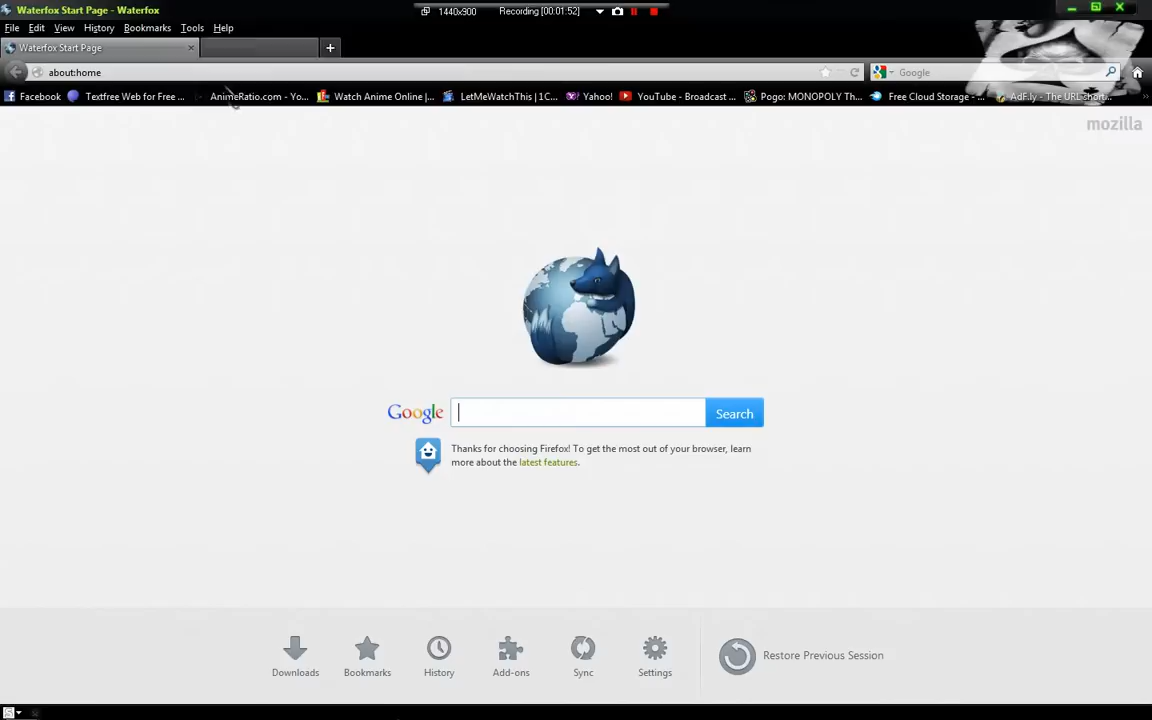 Waterfox Start Page - Waterfox
1440x900
Recording [00:01:52]
File Edit View History Bookmarks Tools Help
Waterfox Start Page
about:home
Google
Facebook
Textfree Web for Free ...
AnimeRatio.com - Yo...
Watch Anime Online |...
LetMeWatchThis | 1C...
Yahoo!
YouTube - Broadcast ...
Pogo: MONOPOLY Th...
Free Cloud Storage - ...
AdF.ly - The URL short...
mozilla
Google
Search
Thanks for choosing Firefox! To get the most out of your browser, learn
more about the latest features.
Downloads
Bookmarks
History
Add-ons
Sync
Settings
Restore Previous Session